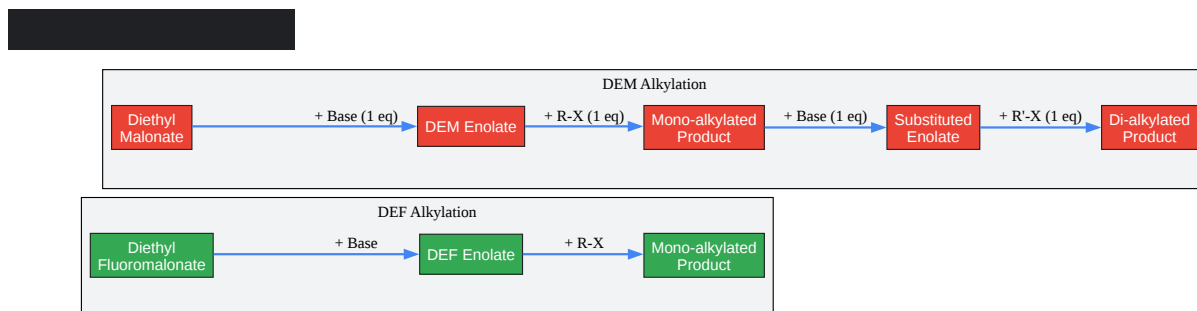 DEM Alkylation
Diethyl
Malonate
+ Base (1 eq)
DEM Enolate
+ R-X (1 eq)
Mono-alkylated
Product
+ Base (1 eq)
Substituted
Enolate
+ R'-X (1 eq)
Di-alkylated
Product
DEF Alkylation
Diethyl
Fluoromalonate
+ Base
DEF Enolate
+ R-X
Mono-alkylated
Product